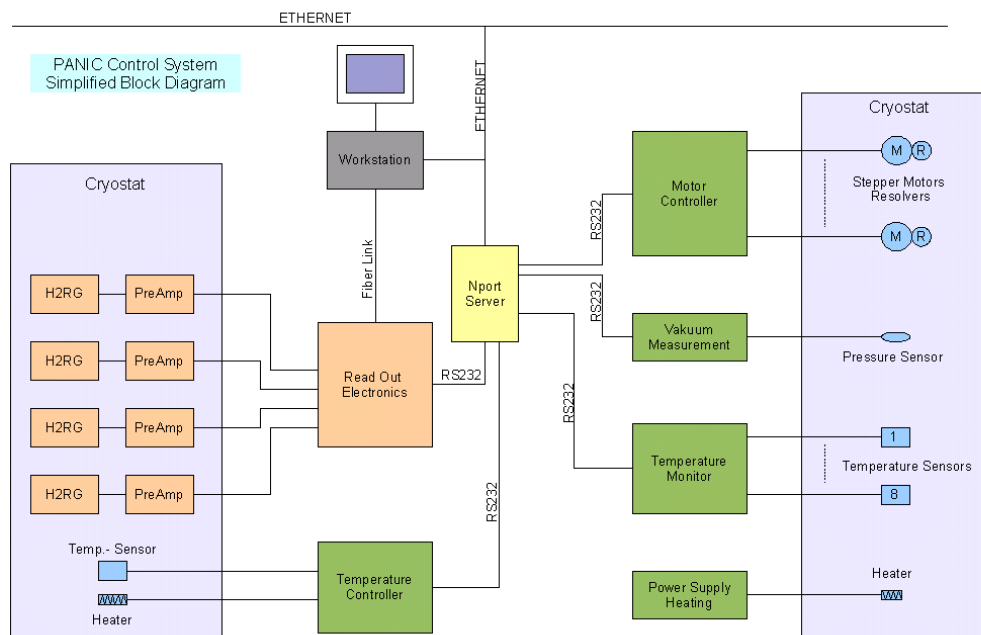 ETHERNET
PANIC Control System
Simplified Block Diagram
ETHERNET
Workstation
Fiber Link
Cryostat
H2RG
PreAmp
H2RG
PreAmp
H2RG
PreAmp
H2RG
PreAmp
Temp.- Sensor
Heater
Read Out
Electronics
RS232
Temperature
Controller
RS232
Nport
Server
RS232
RS232
RS232
Motor
Controller
Vakuum
Measurement
Temperature
Monitor
Power Supply
Heating
Cryostat
M
R
Stepper Motors
Resolvers
M
R
Pressure Sensor
1
Temperature Sensors
8
Heater